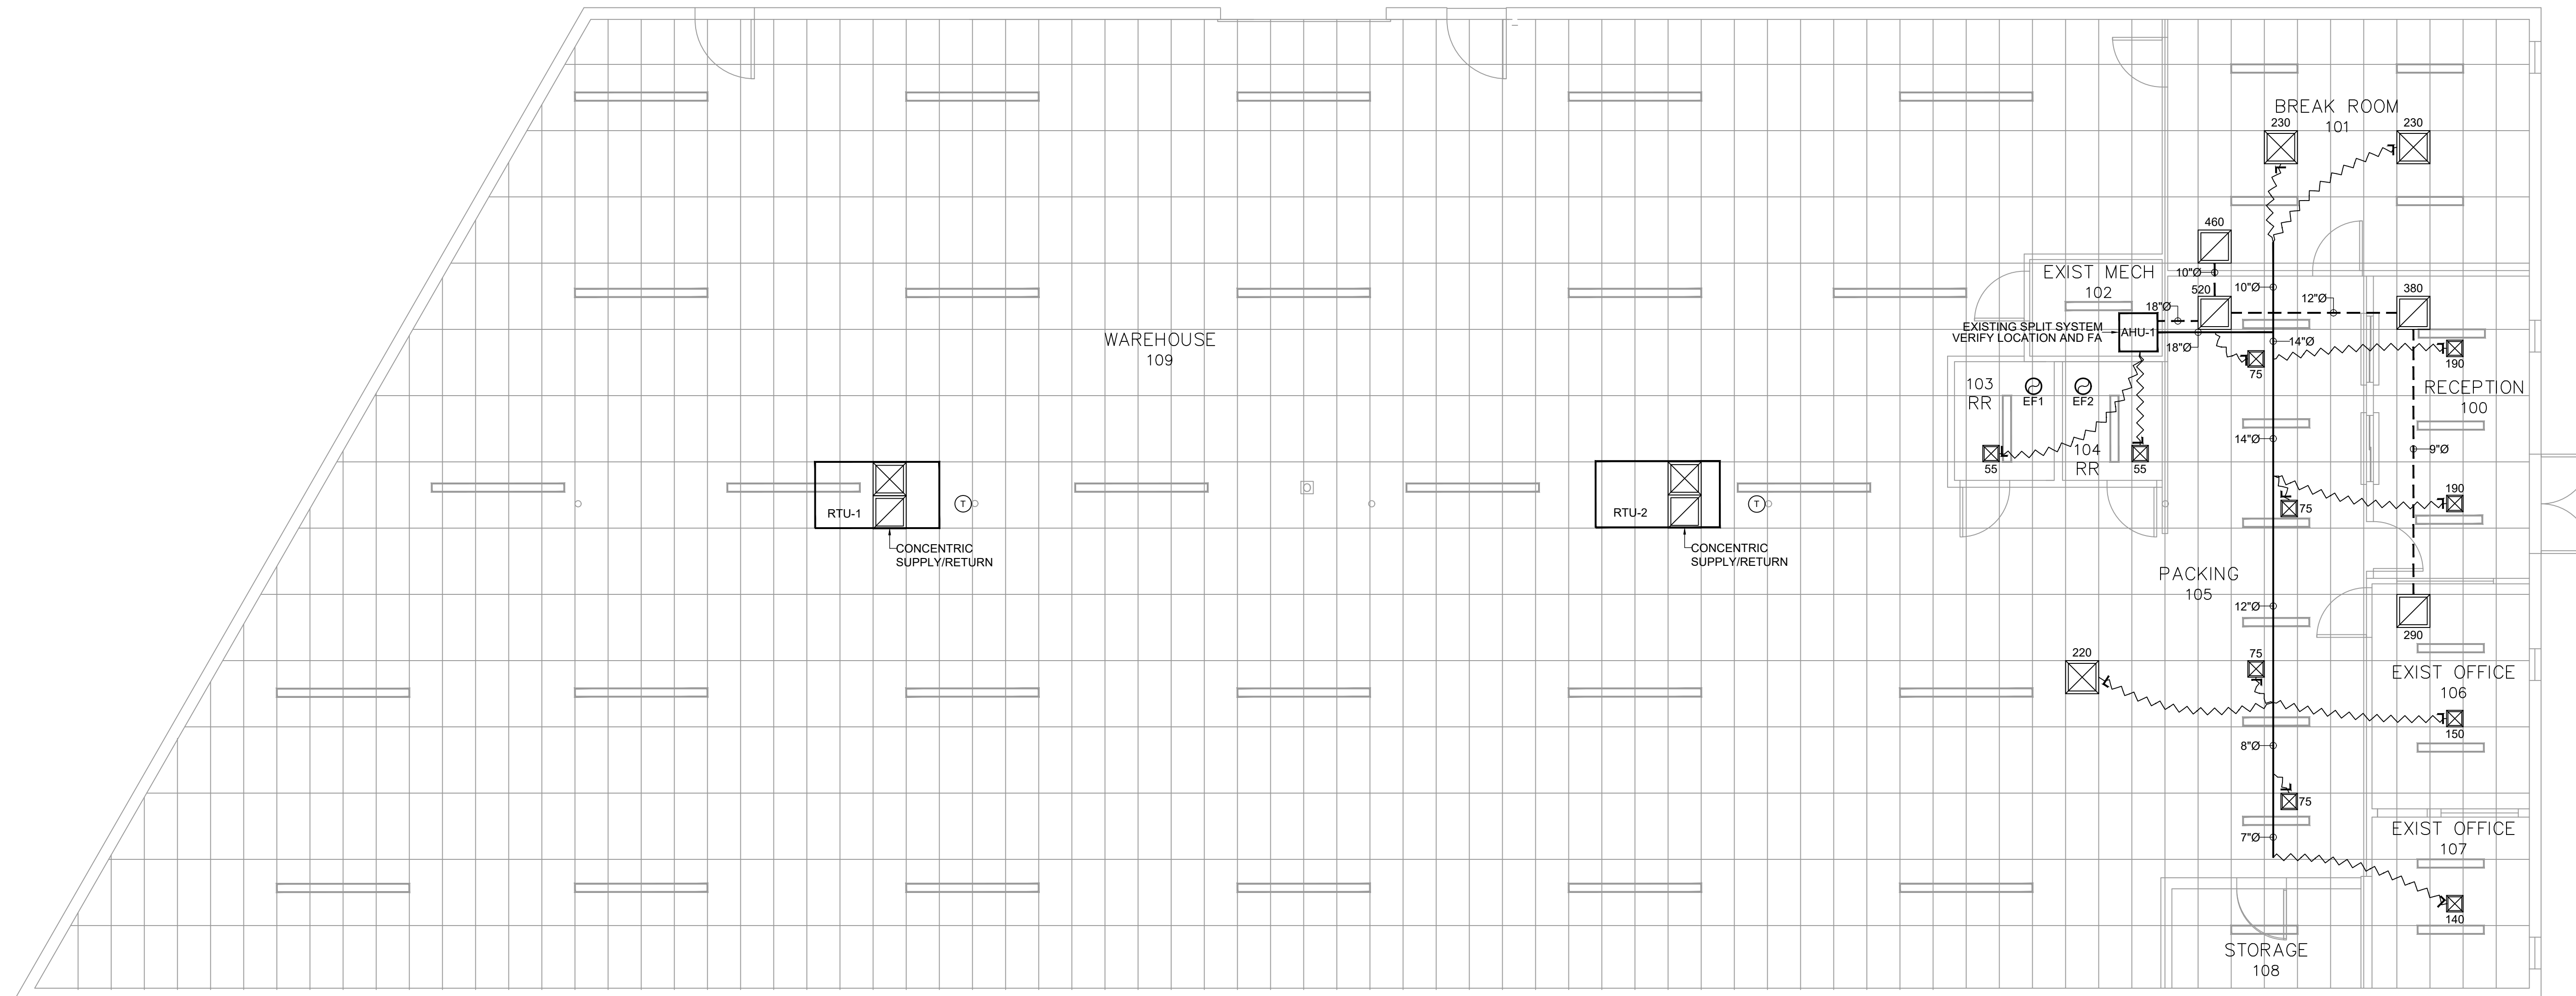 BREAK ROOM
101
230
230
460
EXIST MECH
102
10"Ø
520
10"Ø
12"Ø
380
18"Ø
EXISTING SPLIT SYSTEM
VERIFY LOCATION AND FA
AHU-1
18"Ø
14"Ø
WAREHOUSE
109
75
190
103
RR
EF1
EF2
RECEPTION
100
14"Ø
9"Ø
104
RR
55
55
190
75
RTU-1
T
RTU-2
T
CONCENTRIC
SUPPLY/RETURN
CONCENTRIC
SUPPLY/RETURN
PACKING
105
12"Ø
290
220
75
EXIST OFFICE
106
150
8"Ø
75
EXIST OFFICE
107
7"Ø
140
STORAGE
108